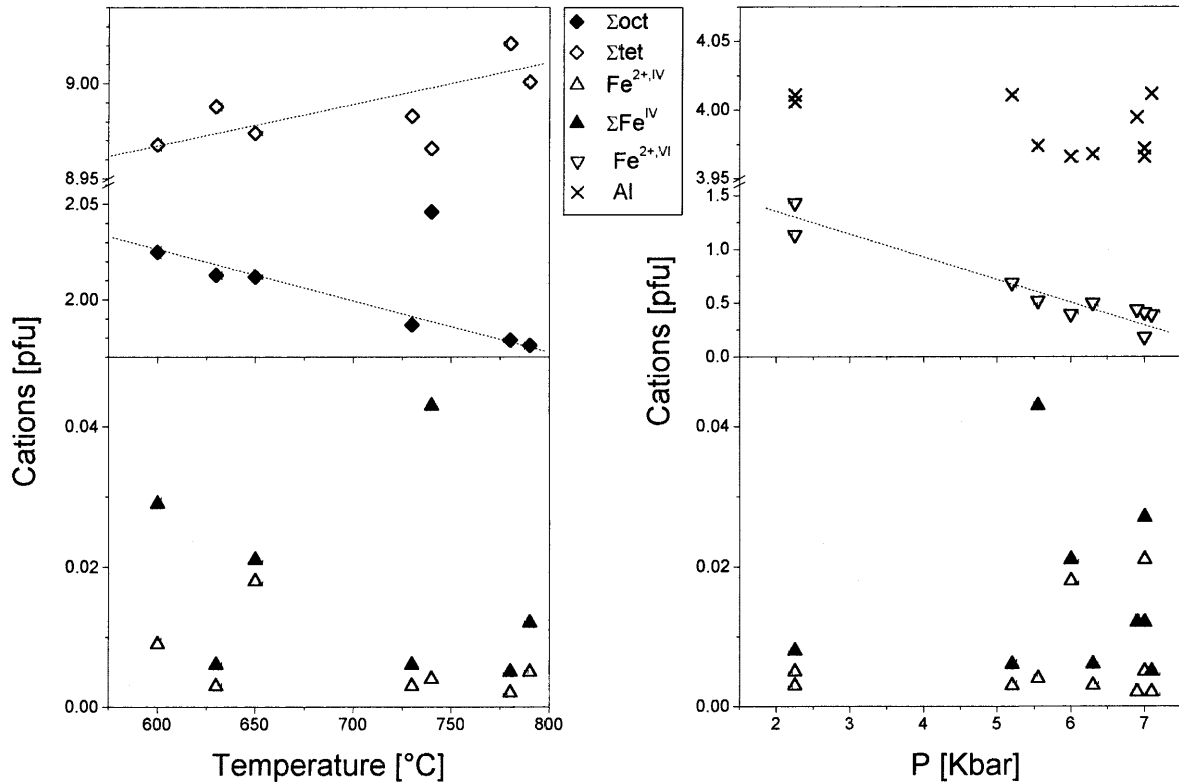 9.00
8.95
2.05
2.00
0.04
0.02
0.00
600
650
700
750
800
Cations [pfu]
Temperature [°C]
Σoct
Σtet
Fe2+,IV
ΣFeIV
Fe2+,VI
Al
4.05
4.00
3.95
1.5
1.0
0.5
0.0
0.04
0.02
0.00
2
3
4
5
6
7
Cations [pfu]
P [Kbar]